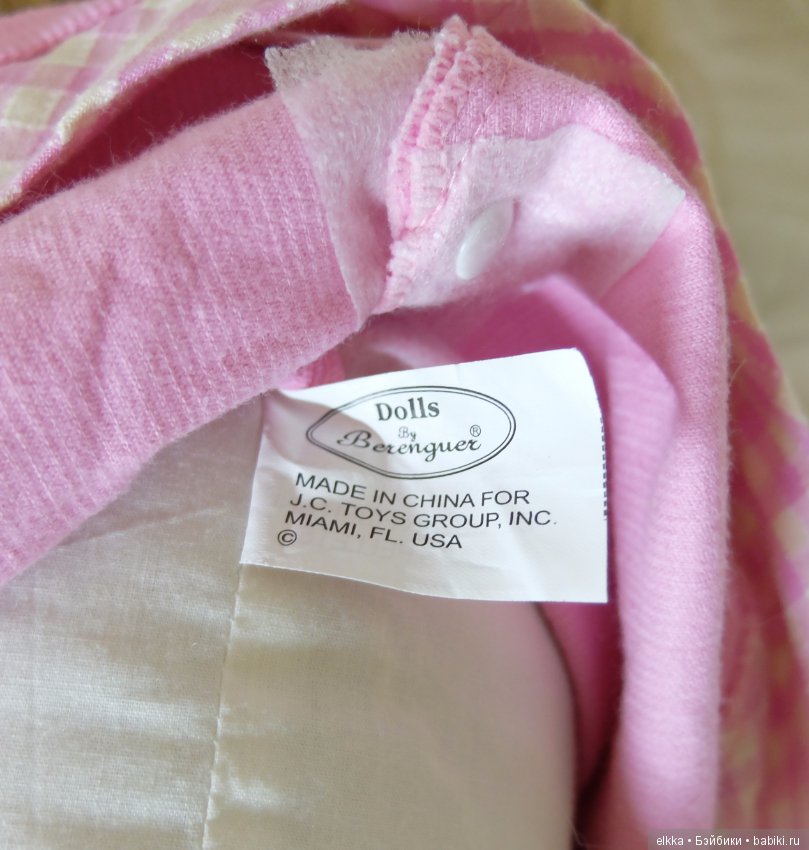 Dolls
By
Berenguer®
MADE IN CHINA FOR
J.C. TOYS GROUP, INC.
MIAMI, FL. USA
©
elkka • Бэйбики • babiki.ru